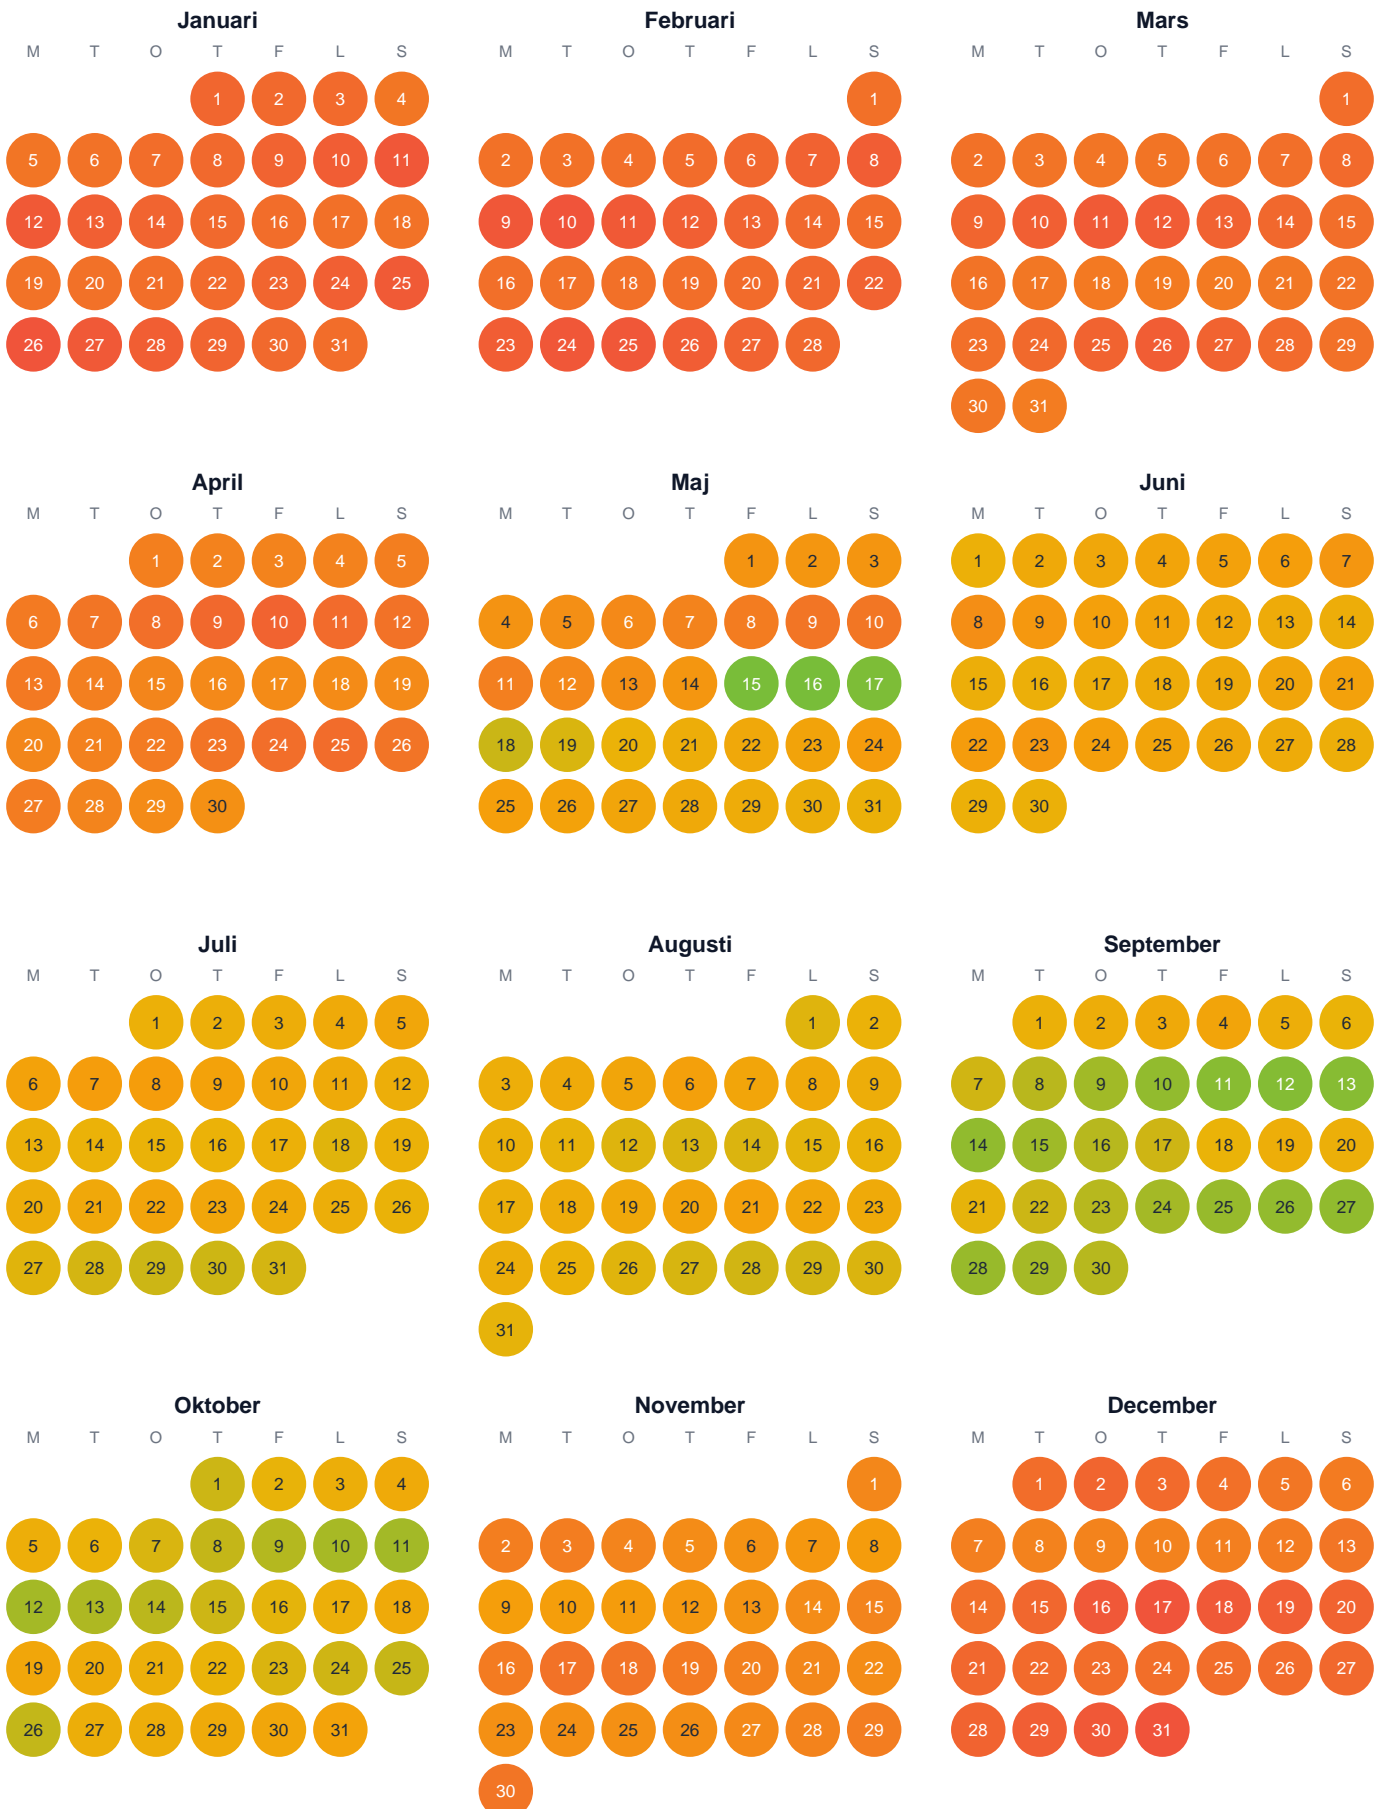 Januari Februari Mars
M T O T F L S M T O T F L S M T O T F L S
1 2 3 4 1 1
5 6 7 8 9 10 11 2 3 4 5 6 7 8 2 3 4 5 6 7 8
12 13 14 15 16 17 18 9 10 11 12 13 14 15 9 10 11 12 13 14 15
19 20 21 22 23 24 25 16 17 18 19 20 21 22 16 17 18 19 20 21 22
26 27 28 29 30 31 23 24 25 26 27 28 23 24 25 26 27 28 29
30 31
April Maj Juni
M T O T F L S M T O T F L S M T O T F L S
1 2 3 4 5 1 2 3 1 2 3 4 5 6 7
6 7 8 9 10 11 12 4 5 6 7 8 9 10 8 9 10 11 12 13 14
13 14 15 16 17 18 19 11 12 13 14 15 16 17 15 16 17 18 19 20 21
20 21 22 23 24 25 26 18 19 20 21 22 23 24 22 23 24 25 26 27 28
27 28 29 30 25 26 27 28 29 30 31 29 30
Juli Augusti September
M T O T F L S M T O T F L S M T O T F L S
1 2 3 4 5 1 2 1 2 3 4 5 6
6 7 8 9 10 11 12 3 4 5 6 7 8 9 7 8 9 10 11 12 13
13 14 15 16 17 18 19 10 11 12 13 14 15 16 14 15 16 17 18 19 20
20 21 22 23 24 25 26 17 18 19 20 21 22 23 21 22 23 24 25 26 27
27 28 29 30 31 24 25 26 27 28 29 30 28 29 30
31
Oktober November December
M T O T F L S M T O T F L S M T O T F L S
1 2 3 4 1 1 2 3 4 5 6
5 6 7 8 9 10 11 2 3 4 5 6 7 8 7 8 9 10 11 12 13
12 13 14 15 16 17 18 9 10 11 12 13 14 15 14 15 16 17 18 19 20
19 20 21 22 23 24 25 16 17 18 19 20 21 22 21 22 23 24 25 26 27
26 27 28 29 30 31 23 24 25 26 27 28 29 28 29 30 31
30